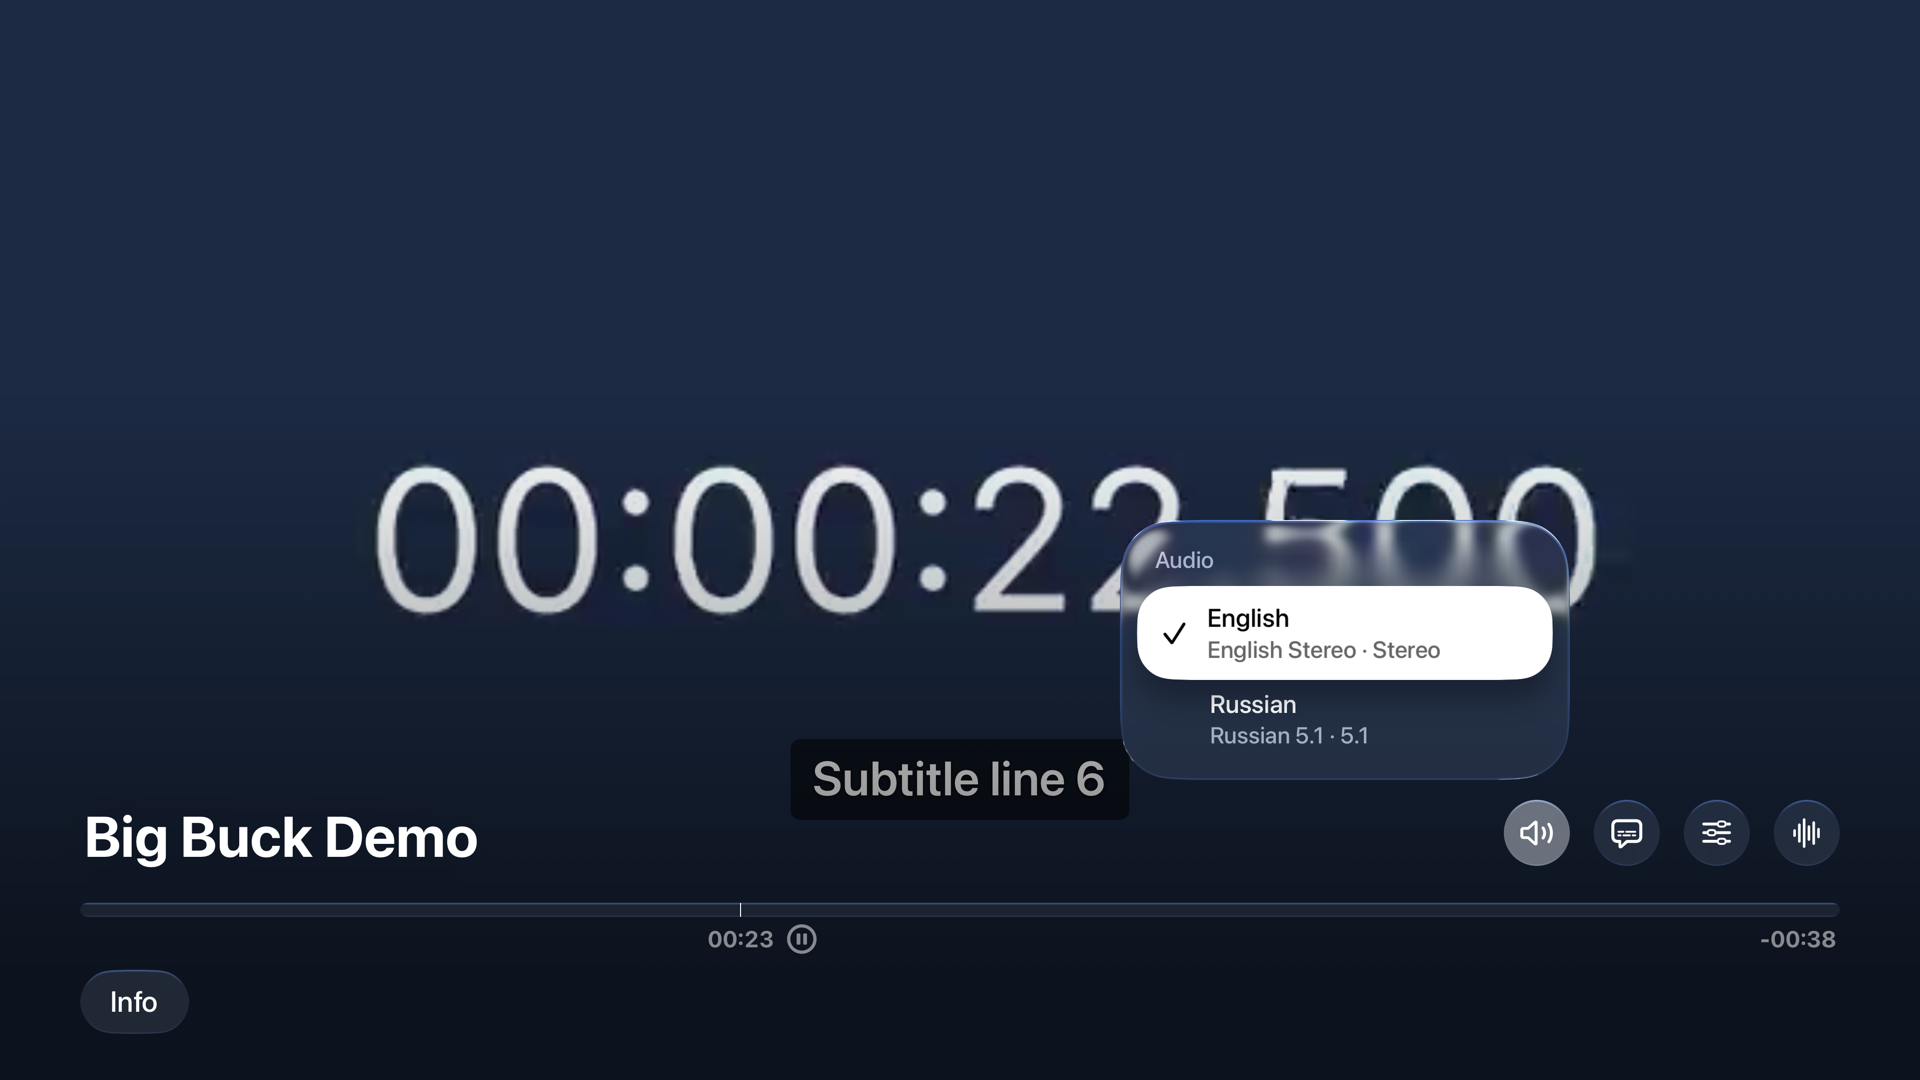 00:00:22.500
Audio
English
English Stereo · Stereo
Russian
Russian 5.1 · 5.1
Subtitle line 6
Big Buck Demo
00:23
-00:38
Info